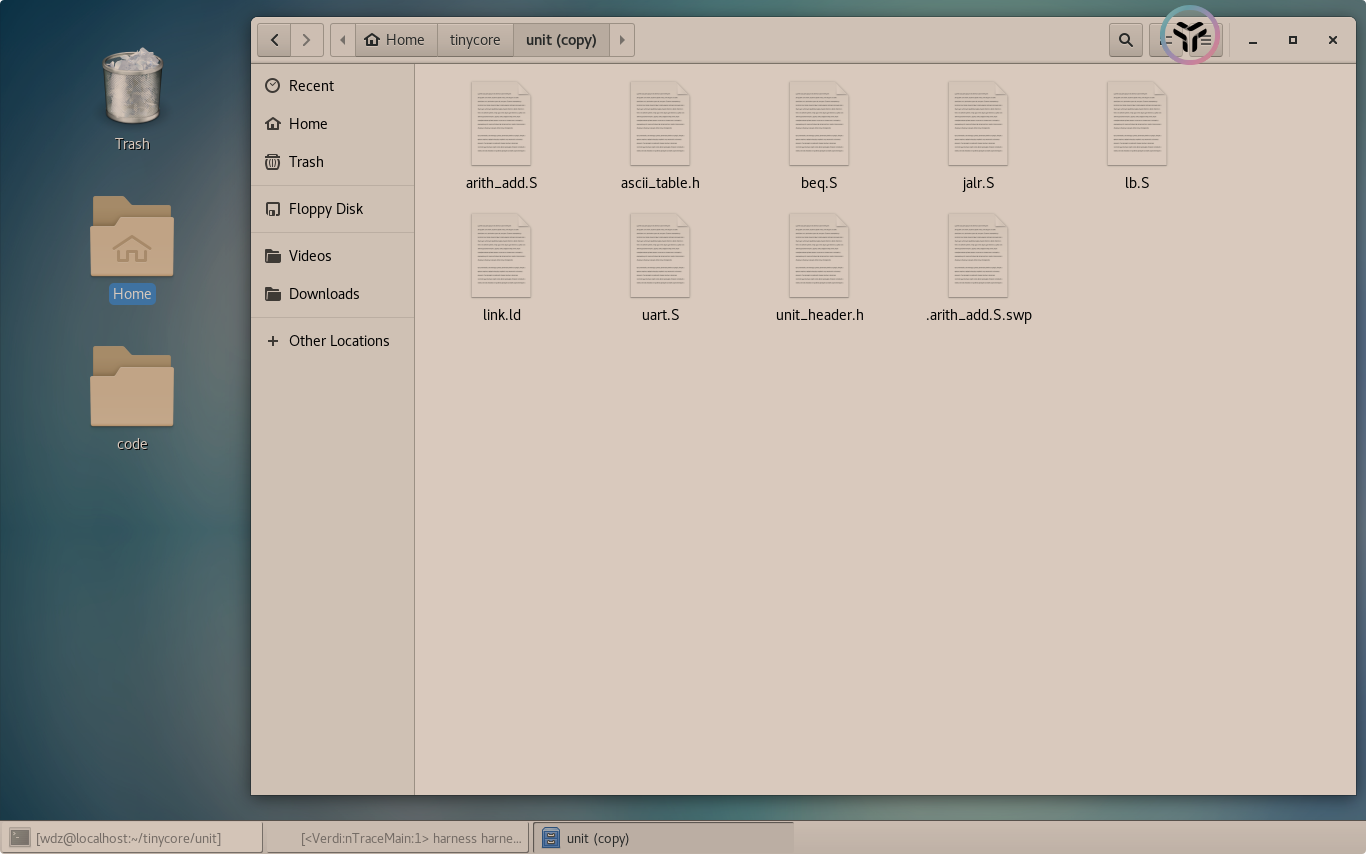 Home
tinycore
unit (copy)
Trash
Home
code
Recent
Home
Trash
Floppy Disk
Videos
Downloads
Other Locations
arith_add.S
ascii_table.h
beq.S
jalr.S
lb.S
link.ld
uart.S
unit_header.h
.arith_add.S.swp
[wdz@localhost:~/tinycore/unit]
[<Verdi:nTraceMain:1> harness harne...
unit (copy)